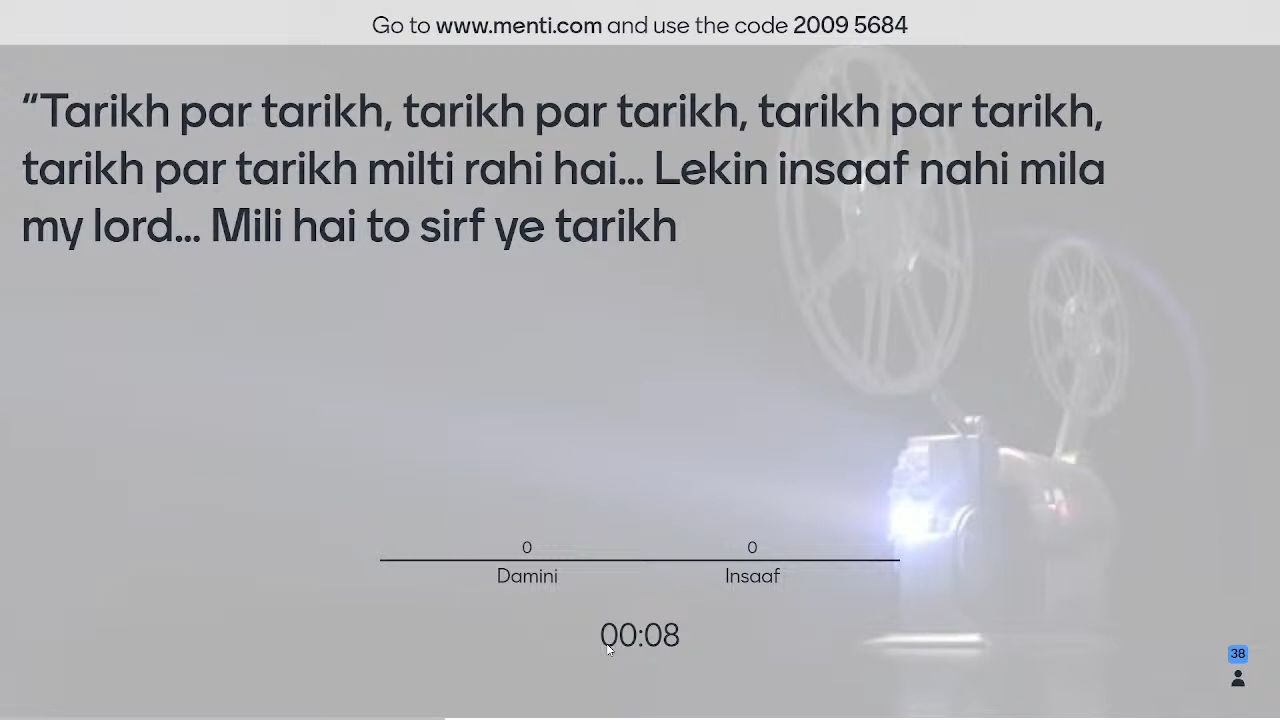 Go to www.menti.com and use the code 2009 5684
“Tarikh par tarikh, tarikh par tarikh, tarikh par tarikh,
tarikh par tarikh milti rahi hai... Lekin insaaf nahi mila
my lord... Mili hai to sirf ye tarikh
0 0
Damini Insaaf
00:08
38